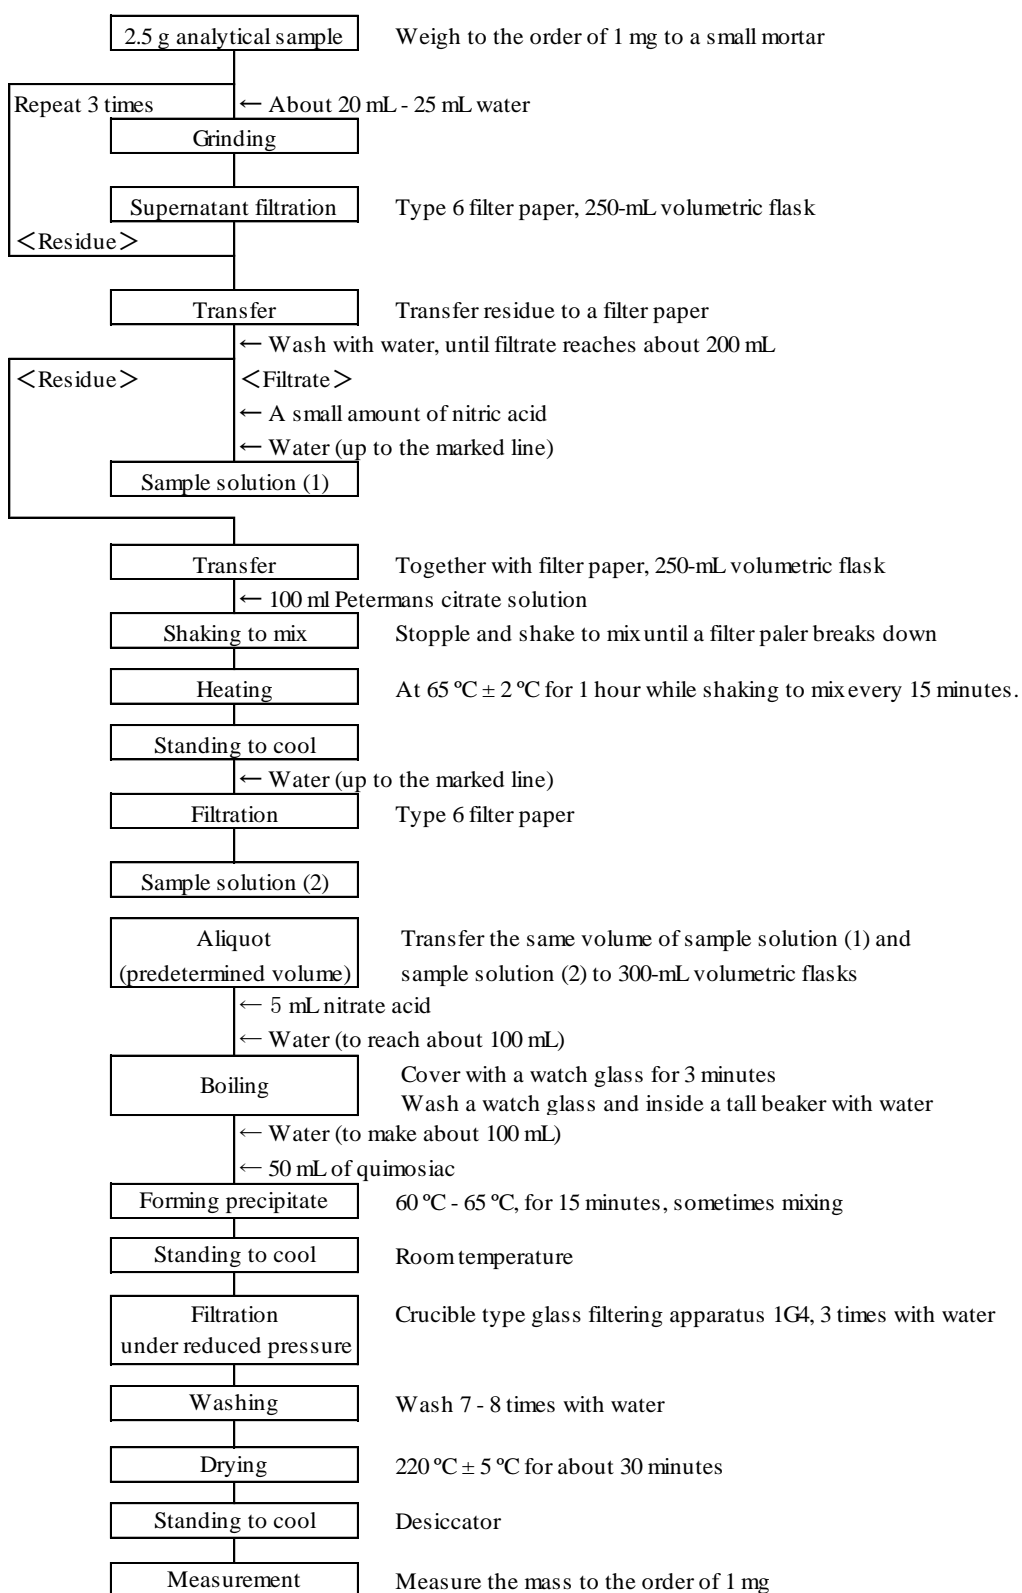 2.5 g analytical sample Weigh to the order of 1 mg to a small mortar
Repeat 3 times ← About 20 mL - 25 mL water
Grinding
Supernatant filtration Type 6 filter paper, 250-mL volumetric flask
＜Residue＞
Transfer Transfer residue to a filter paper
← Wash with water, until filtrate reaches about 200 mL
＜Residue＞ ＜Filtrate＞
← A small amount of nitric acid
← Water (up to the marked line)
Sample solution (1)
Transfer Together with filter paper, 250-mL volumetric flask
← 100 ml Petermans citrate solution
Shaking to mix Stopple and shake to mix until a filter paler breaks down
Heating At 65 ºC ± 2 ºC for 1 hour while shaking to mix every 15 minutes.
Standing to cool
← Water (up to the marked line)
Filtration Type 6 filter paper
Sample solution (2)
Aliquot Transfer the same volume of sample solution (1) and
(predetermined volume) sample solution (2) to 300-mL volumetric flasks
← 5 mL nitrate acid
← Water (to reach about 100 mL)
Boiling Cover with a watch glass for 3 minutes
Wash a watch glass and inside a tall beaker with water
← Water (to make about 100 mL)
← 50 mL of quimosiac
Forming precipitate 60 ºC - 65 ºC, for 15 minutes, sometimes mixing
Standing to cool Room temperature
Filtration Crucible type glass filtering apparatus 1G4, 3 times with water
under reduced pressure
Washing Wash 7 - 8 times with water
Drying 220 ºC ± 5 ºC for about 30 minutes
Standing to cool Desiccator
Measurement Measure the mass to the order of 1 mg